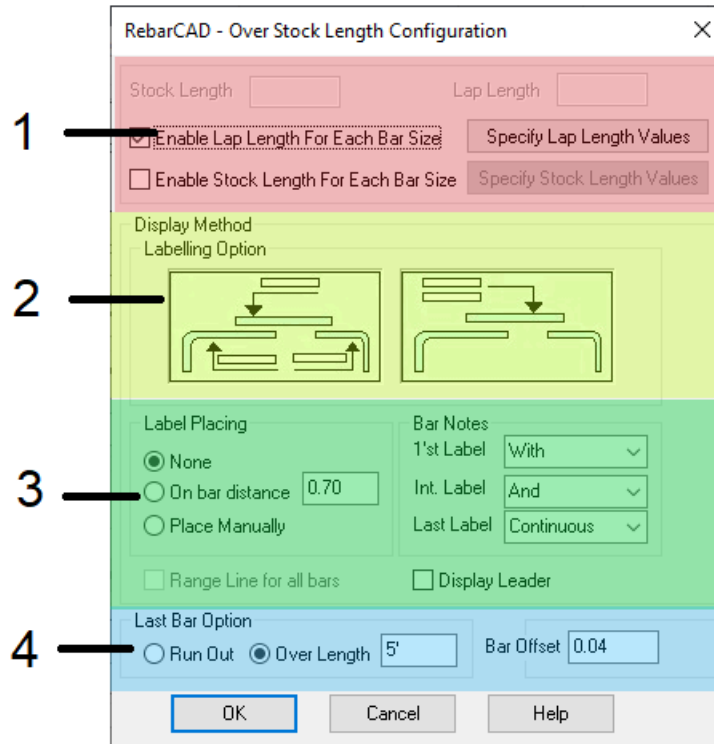 RebarCAD - Over Stock Length Configuration
Stock Length Lap Length
1 Enable Lap Length For Each Bar Size Specify Lap Length Values
Enable Stock Length For Each Bar Size Specify Stock Length Values
Display Method
Labelling Option
2
Label Placing Bar Notes
None 1'st Label With
3 On bar distance 0.70 Int. Label And
Place Manually Last Label Continuous
Range Line for all bars Display Leader
Last Bar Option
4 Run Out Over Length 5' Bar Offset 0.04
OK Cancel Help